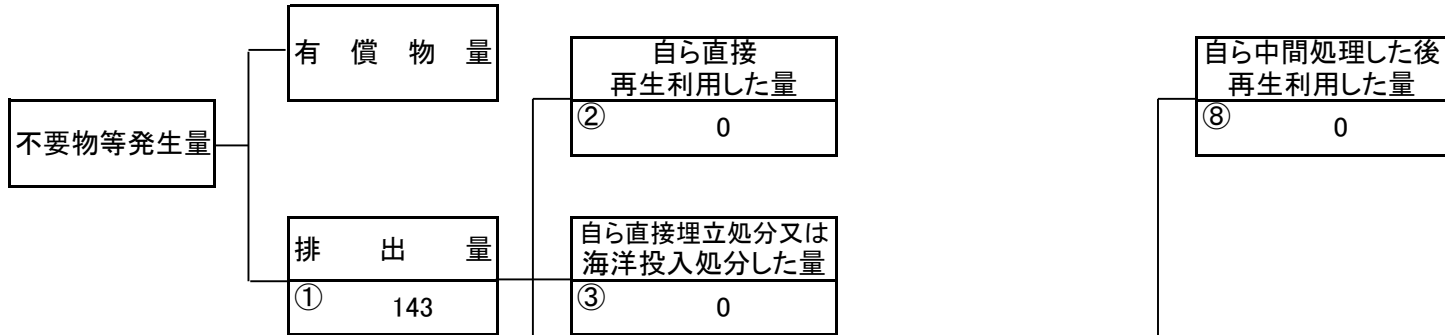 有償物量
自ら直接
再生利用した量
② 0
自ら中間処理した後
再生利用した量
⑧ 0
不要物等発生量
排出量
① 143
自ら直接埋立処分又は
海洋投入処分した量
③ 0